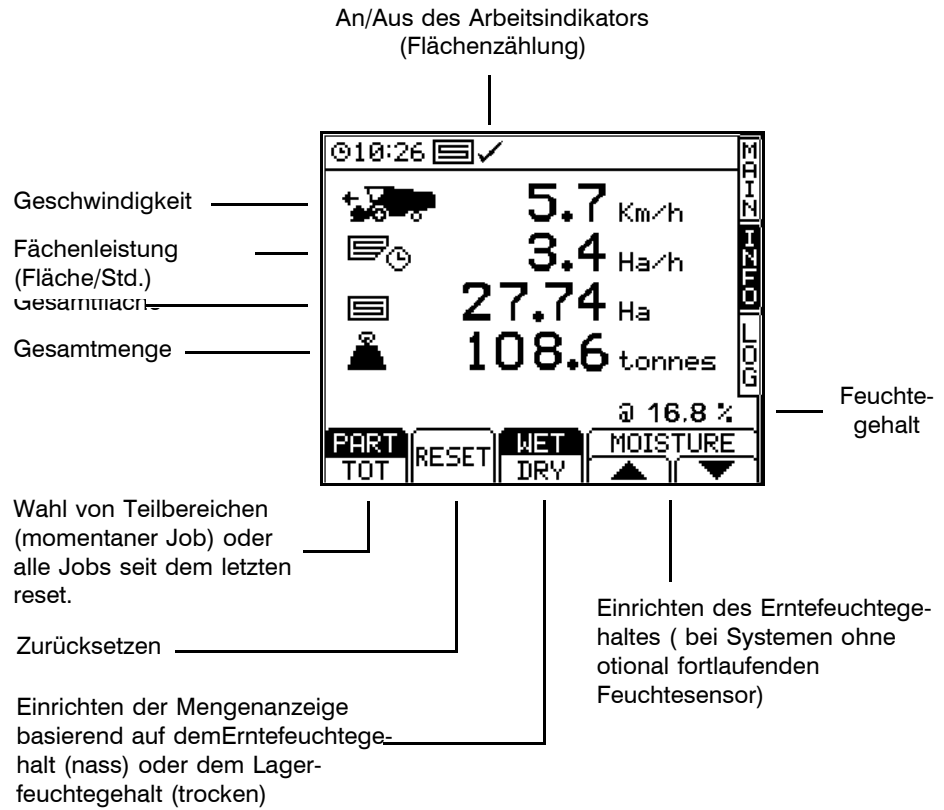 An/Aus des Arbeitsindikators
(Flächenzählung)
10:26
MAIN
INFO
LOG
Geschwindigkeit
5.7 Km/h
Fächenleistung
(Fläche/Std.)
3.4 Ha/h
Gesamtfläche
27.74 Ha
Gesamtmenge
108.6 tonnes
@ 16.8 %
Feuchte-
gehalt
PART
TOT
RESET
WET
DRY
MOISTURE
Wahl von Teilbereichen
(momentaner Job) oder
alle Jobs seit dem letzten
reset.
Zurücksetzen
Einrichten der Mengenanzeige
basierend auf demErntefeuchtege-
halt (nass) oder dem Lager-
feuchtegehalt (trocken)
Einrichten des Erntefeuchtege-
haltes ( bei Systemen ohne
otional fortlaufenden
Feuchtesensor)